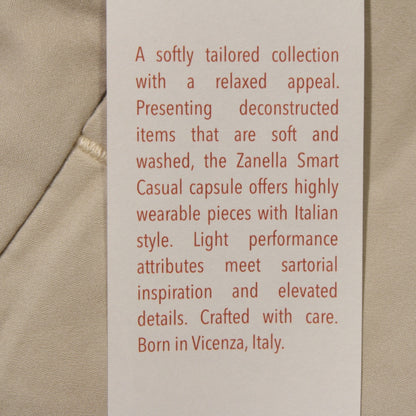 A softly tailored collection
with a relaxed appeal.
Presenting deconstructed
items that are soft and
washed, the Zanella Smart
Casual capsule offers highly
wearable pieces with Italian
style. Light performance
attributes meet sartorial
inspiration and elevated
details. Crafted with care.
Born in Vicenza, Italy.